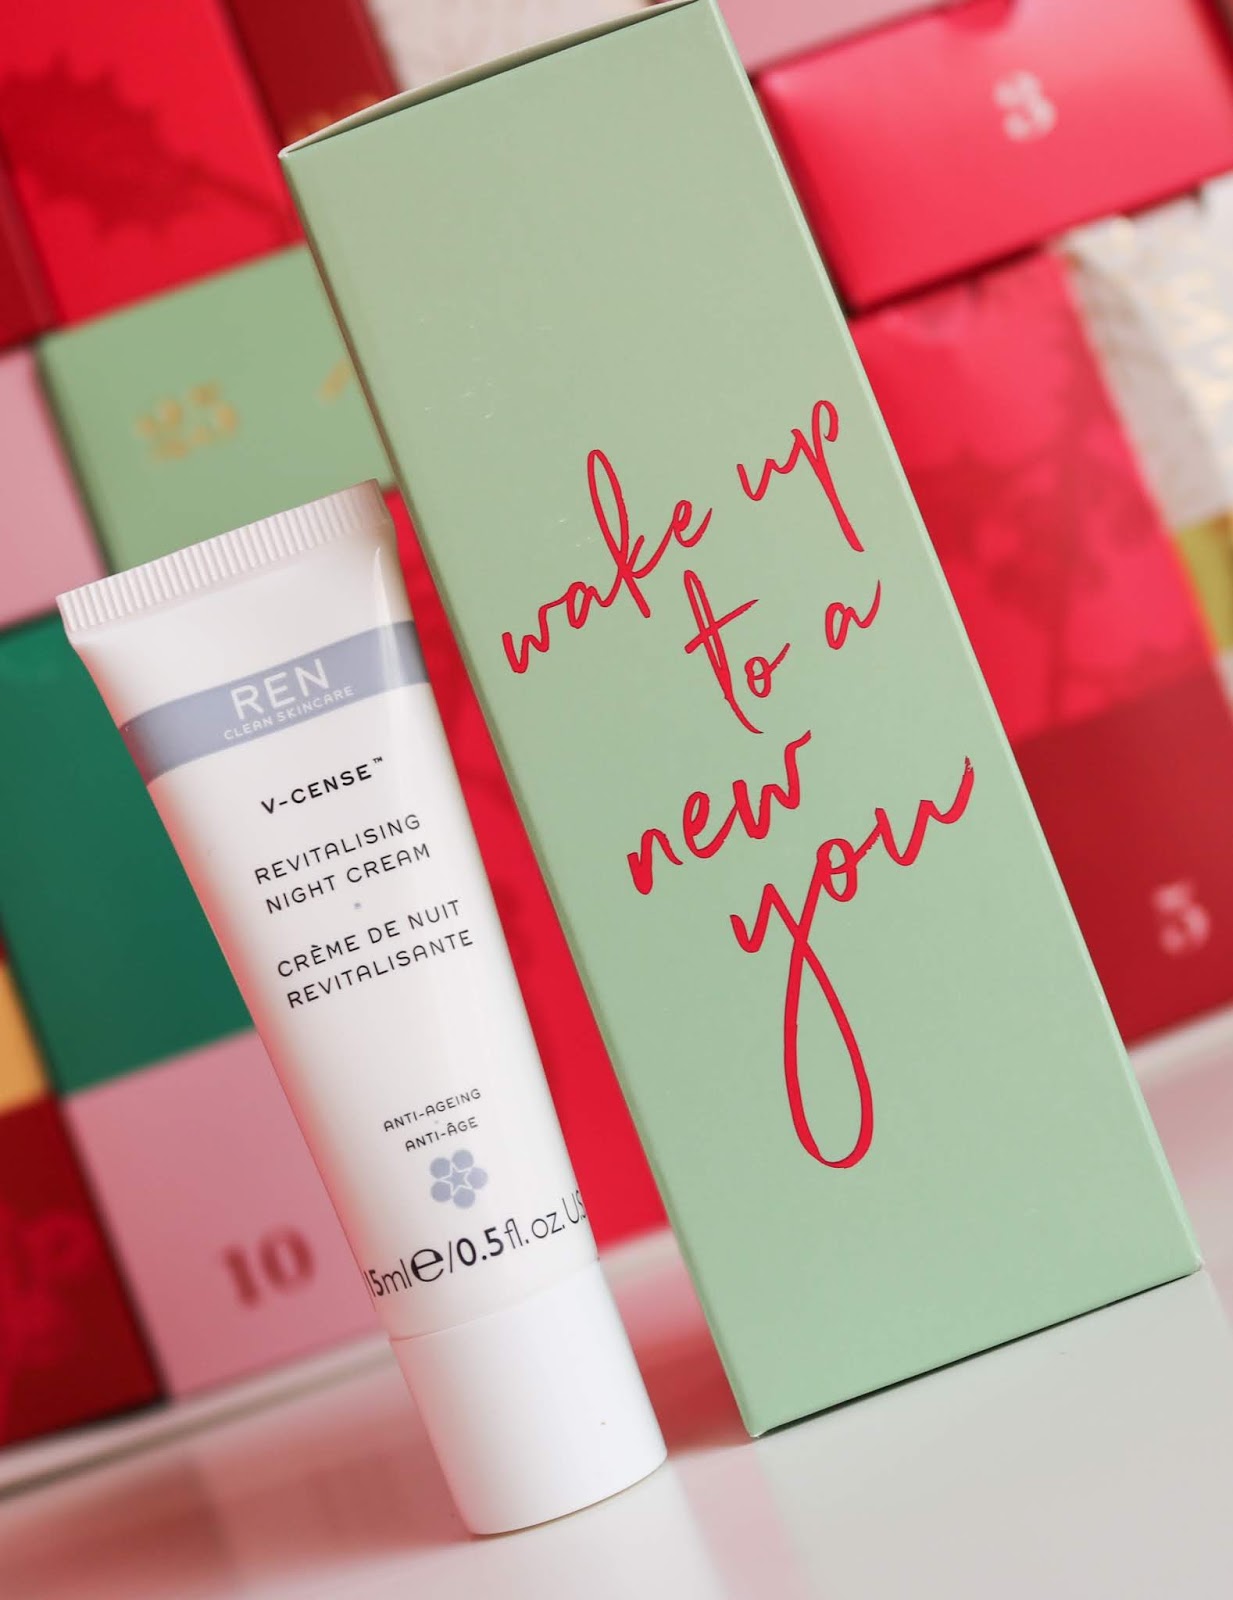 REN
CLEAN SKINCARE
V-CENSE™
REVITALISING
NIGHT CREAM
CRÈME DE NUIT
REVITALISANTE
ANTI-AGEING
ANTI-ÂGE
15ml℮/0.5fl.oz.U.S
wake up
to a
new
you
3
25
5
10